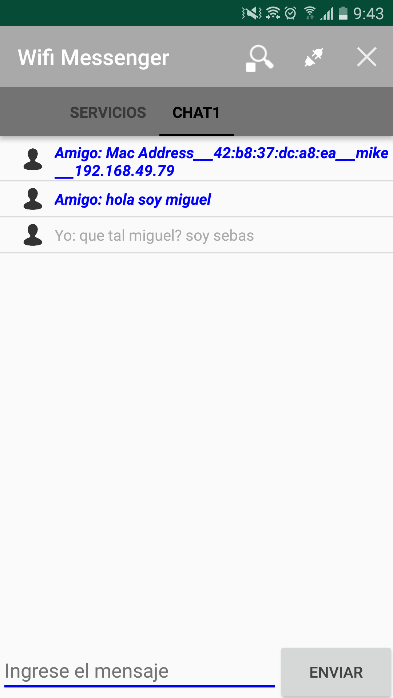 9:43
Wifi Messenger
SERVICIOS CHAT1
Amigo: Mac Address___42:b8:37:dc:a8:ea___mike
___192.168.49.79
Amigo: hola soy miguel
Yo: que tal miguel? soy sebas
Ingrese el mensaje ENVIAR